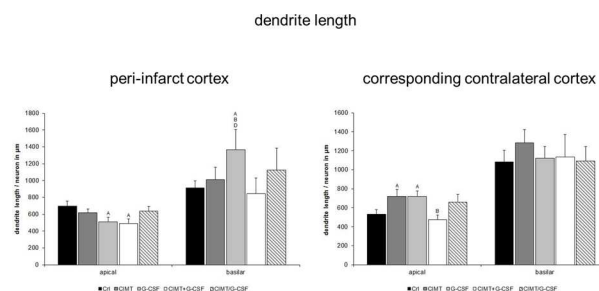 dendrite length
peri-infarct cortex
corresponding contralateral cortex
dendrite length / neuron in µm
1800
1600
1400
1200
1000
800
600
400
200
0
A
A
A
B
D
apical
basilar
Crl CIMT G-CSF CIMT+G-CSF CIMT/G-CSF
dendrite length / neuron in µm
1600
1400
1200
1000
800
600
400
200
0
A
A
B
apical
basilar
Crl CIMT G-CSF CIMT+G-CSF CIMT/G-CSF